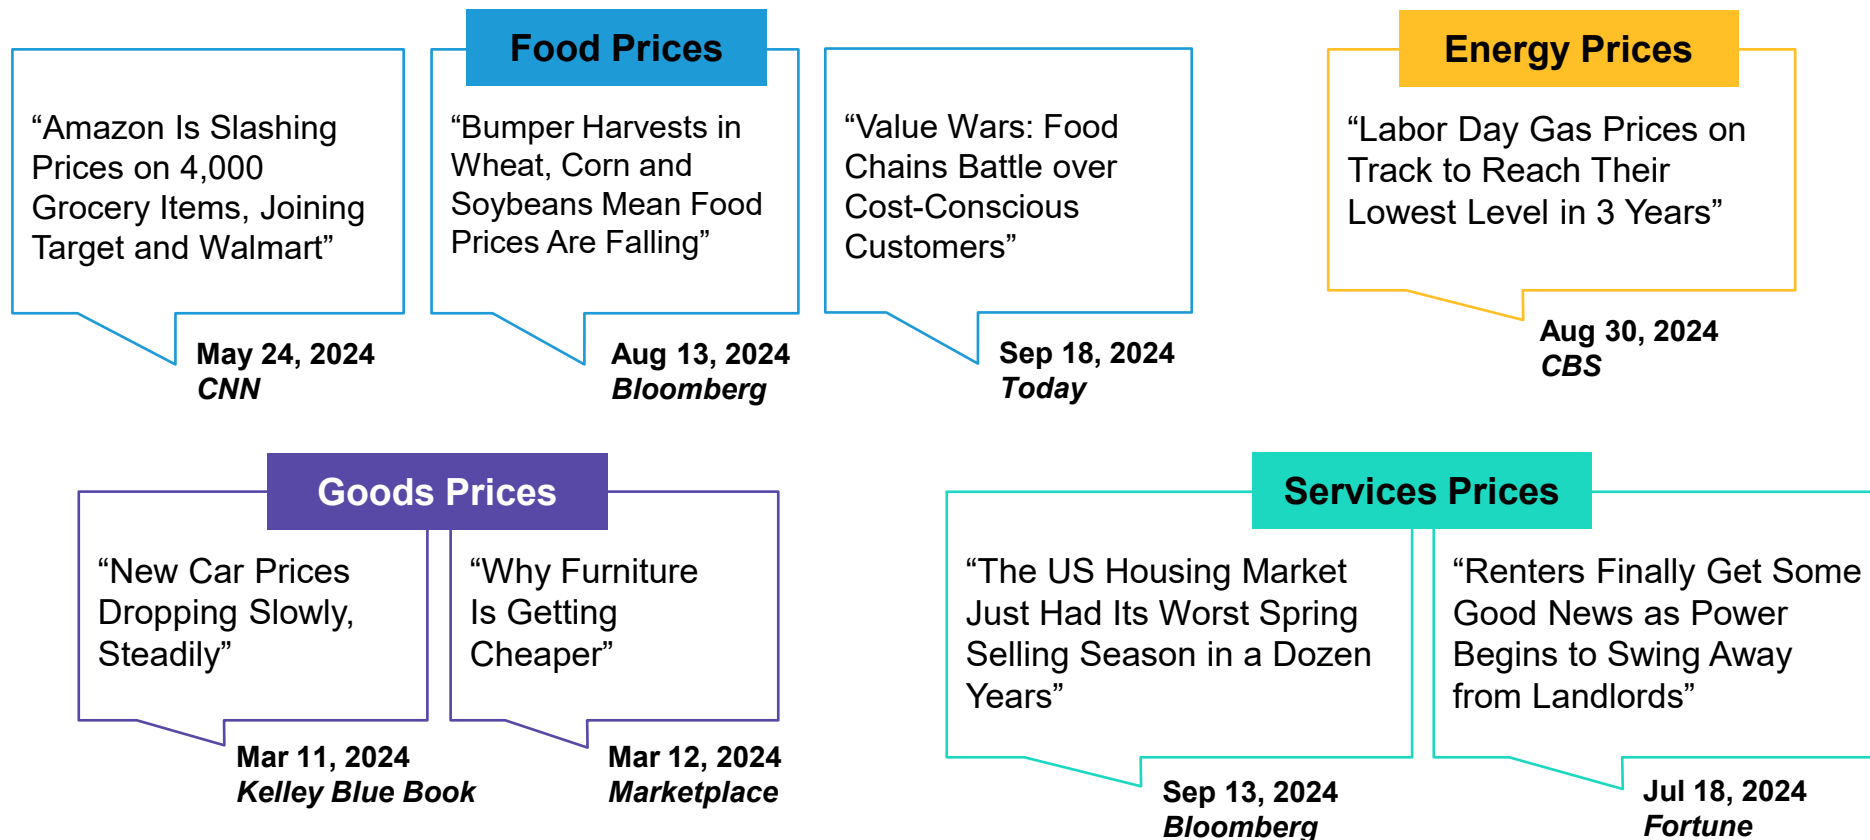 Food Prices
“Amazon Is Slashing
Prices on 4,000
Grocery Items, Joining
Target and Walmart”
May 24, 2024
CNN
“Bumper Harvests in
Wheat, Corn and
Soybeans Mean Food
Prices Are Falling”
Aug 13, 2024
Bloomberg
“Value Wars: Food
Chains Battle over
Cost-Conscious
Customers”
Sep 18, 2024
Today
Energy Prices
“Labor Day Gas Prices on
Track to Reach Their
Lowest Level in 3 Years”
Aug 30, 2024
CBS
Goods Prices
“New Car Prices
Dropping Slowly,
Steadily”
Mar 11, 2024
Kelley Blue Book
“Why Furniture
Is Getting
Cheaper”
Mar 12, 2024
Marketplace
Services Prices
“The US Housing Market
Just Had Its Worst Spring
Selling Season in a Dozen
Years”
Sep 13, 2024
Bloomberg
“Renters Finally Get Some
Good News as Power
Begins to Swing Away
from Landlords”
Jul 18, 2024
Fortune